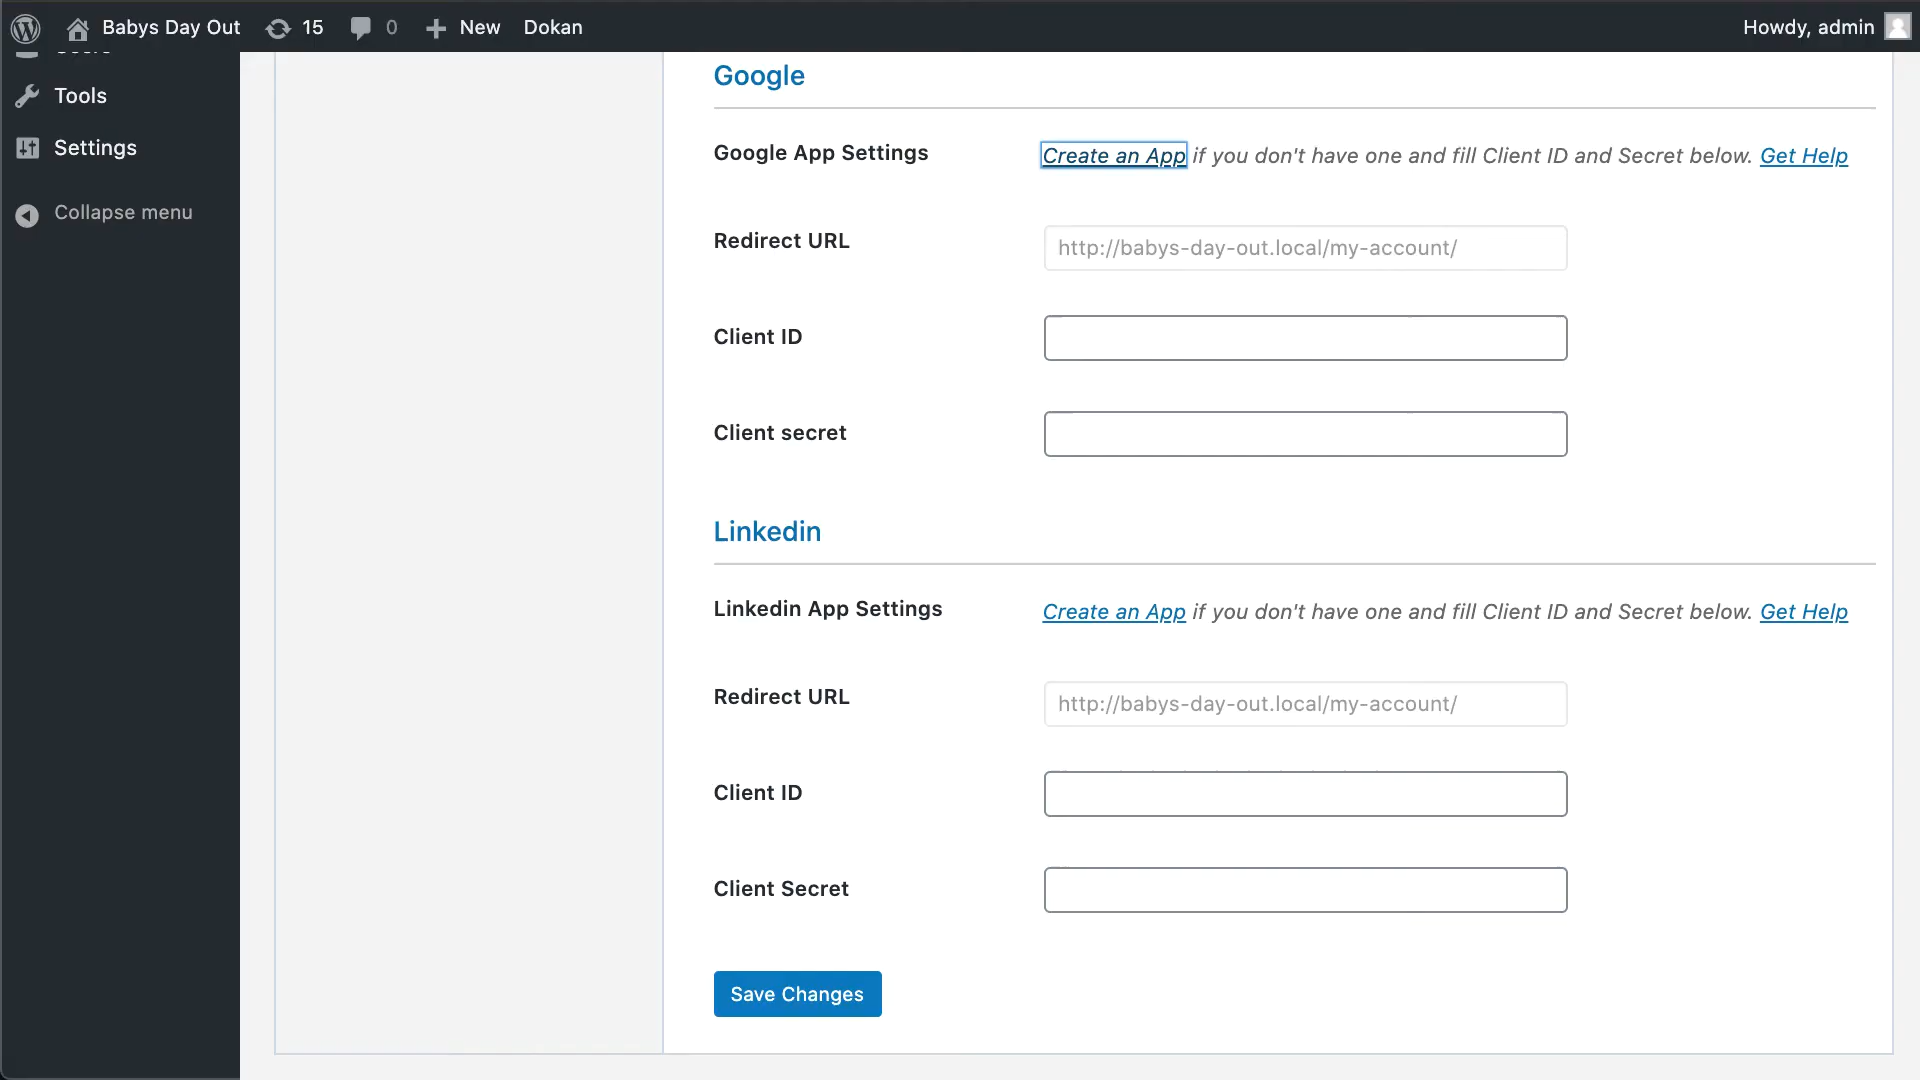 Babys Day Out 15 0 New Dokan Howdy, admin
Tools
Settings
Collapse menu
Google
Google App Settings Create an App if you don't have one and fill Client ID and Secret below. Get Help
Redirect URL http://babys-day-out.local/my-account/
Client ID
Client secret
Linkedin
Linkedin App Settings Create an App if you don't have one and fill Client ID and Secret below. Get Help
Redirect URL http://babys-day-out.local/my-account/
Client ID
Client Secret
Save Changes